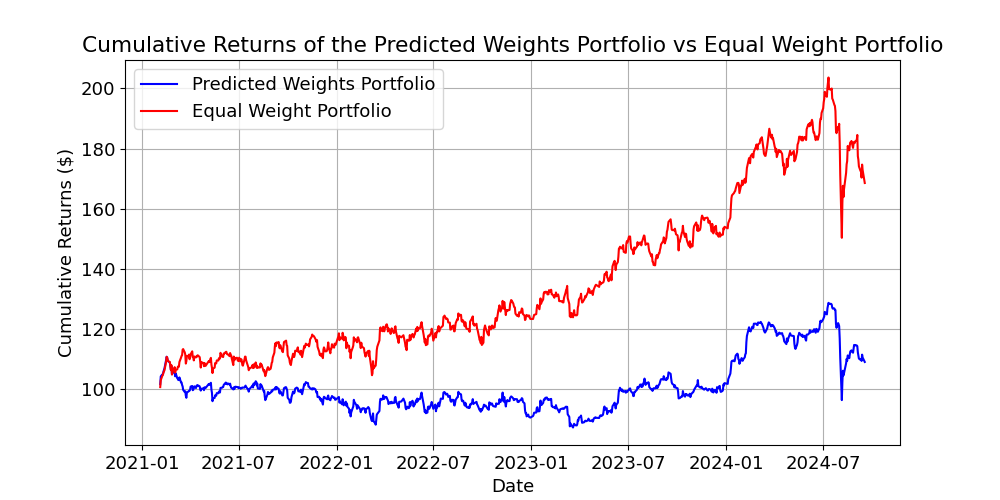 Cumulative Returns of the Predicted Weights Portfolio vs Equal Weight Portfolio
Predicted Weights Portfolio
Equal Weight Portfolio
Cumulative Returns ($)
200
180
160
140
120
100
2021-01 2021-07 2022-01 2022-07 2023-01 2023-07 2024-01 2024-07
Date